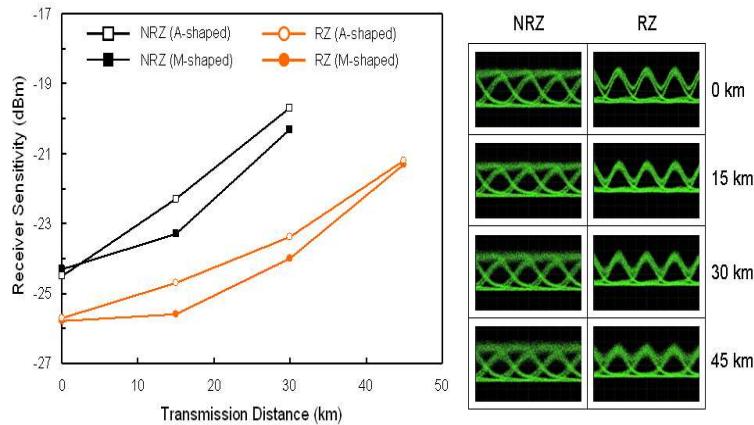 NRZ (A-shaped)
RZ (A-shaped)
NRZ (M-shaped)
RZ (M-shaped)
Receiver Sensitivity (dBm)
-17
-19
-21
-23
-25
-27
0
10
20
30
40
50
Transmission Distance (km)
NRZ
RZ
0 km
15 km
30 km
45 km